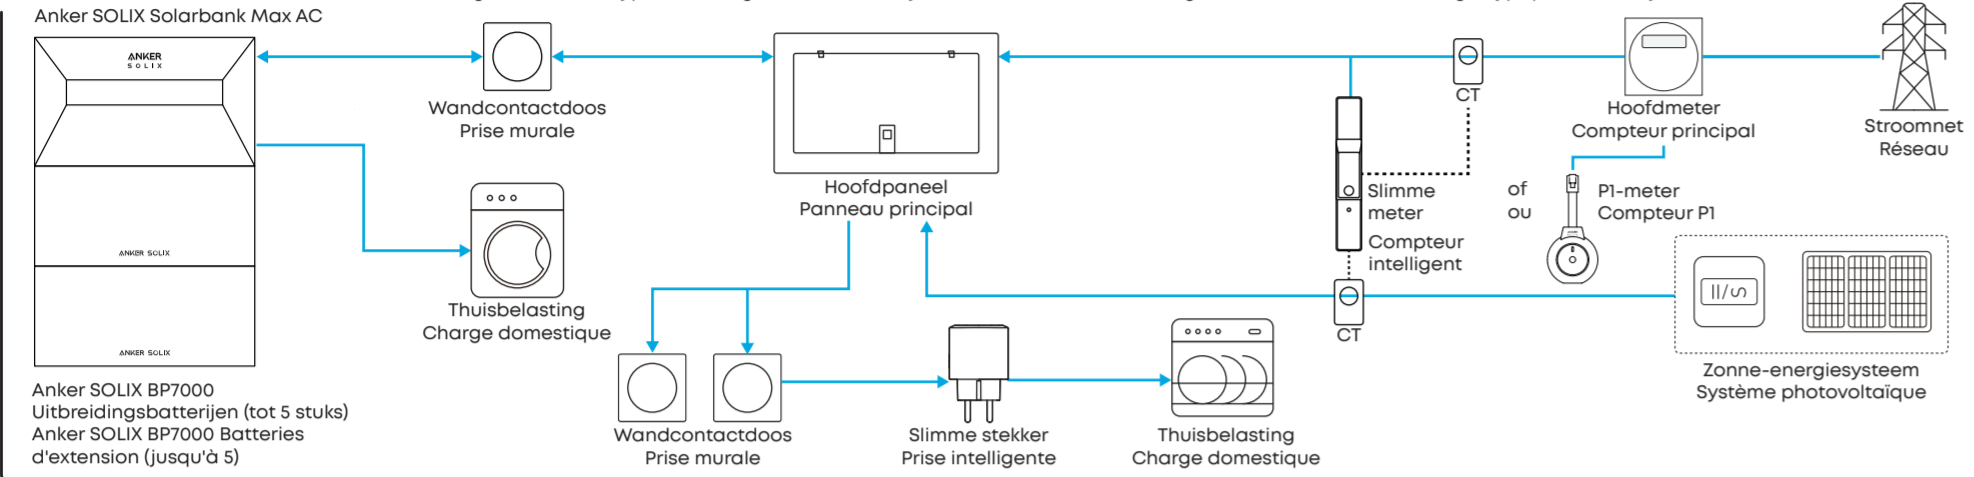 Anker SOLIX Solarbank Max AC
ANKER
SOLIX
ANKER SOLIX
ANKER SOLIX
Anker SOLIX BP7000
Uitbreidingsbatterijen (tot 5 stuks)
Anker SOLIX BP7000 Batteries
d'extension (jusqu'à 5)
Wandcontactdoos
Prise murale
Thuisbelasting
Charge domestique
Hoofdpaneel
Panneau principal
Wandcontactdoos
Prise murale
Slimme stekker
Prise intelligente
Thuisbelasting
Charge domestique
CT
Slimme
meter
Compteur
intelligent
CT
of
ou
P1-meter
Compteur P1
Hoofdmeter
Compteur principal
Stroomnet
Réseau
Zonne-energiesysteem
Système photovoltaïque